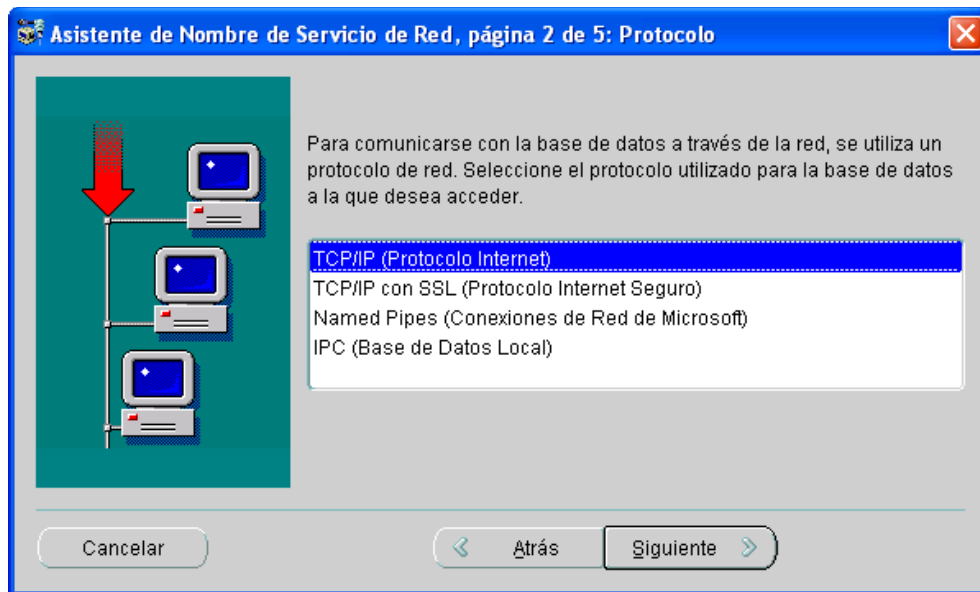 Asistente de Nombre de Servicio de Red, página 2 de 5: Protocolo
Para comunicarse con la base de datos a través de la red, se utiliza un
protocolo de red. Seleccione el protocolo utilizado para la base de datos
a la que desea acceder.
TCP/IP (Protocolo Internet)
TCP/IP con SSL (Protocolo Internet Seguro)
Named Pipes (Conexiones de Red de Microsoft)
IPC (Base de Datos Local)
Cancelar
Atrás
Siguiente